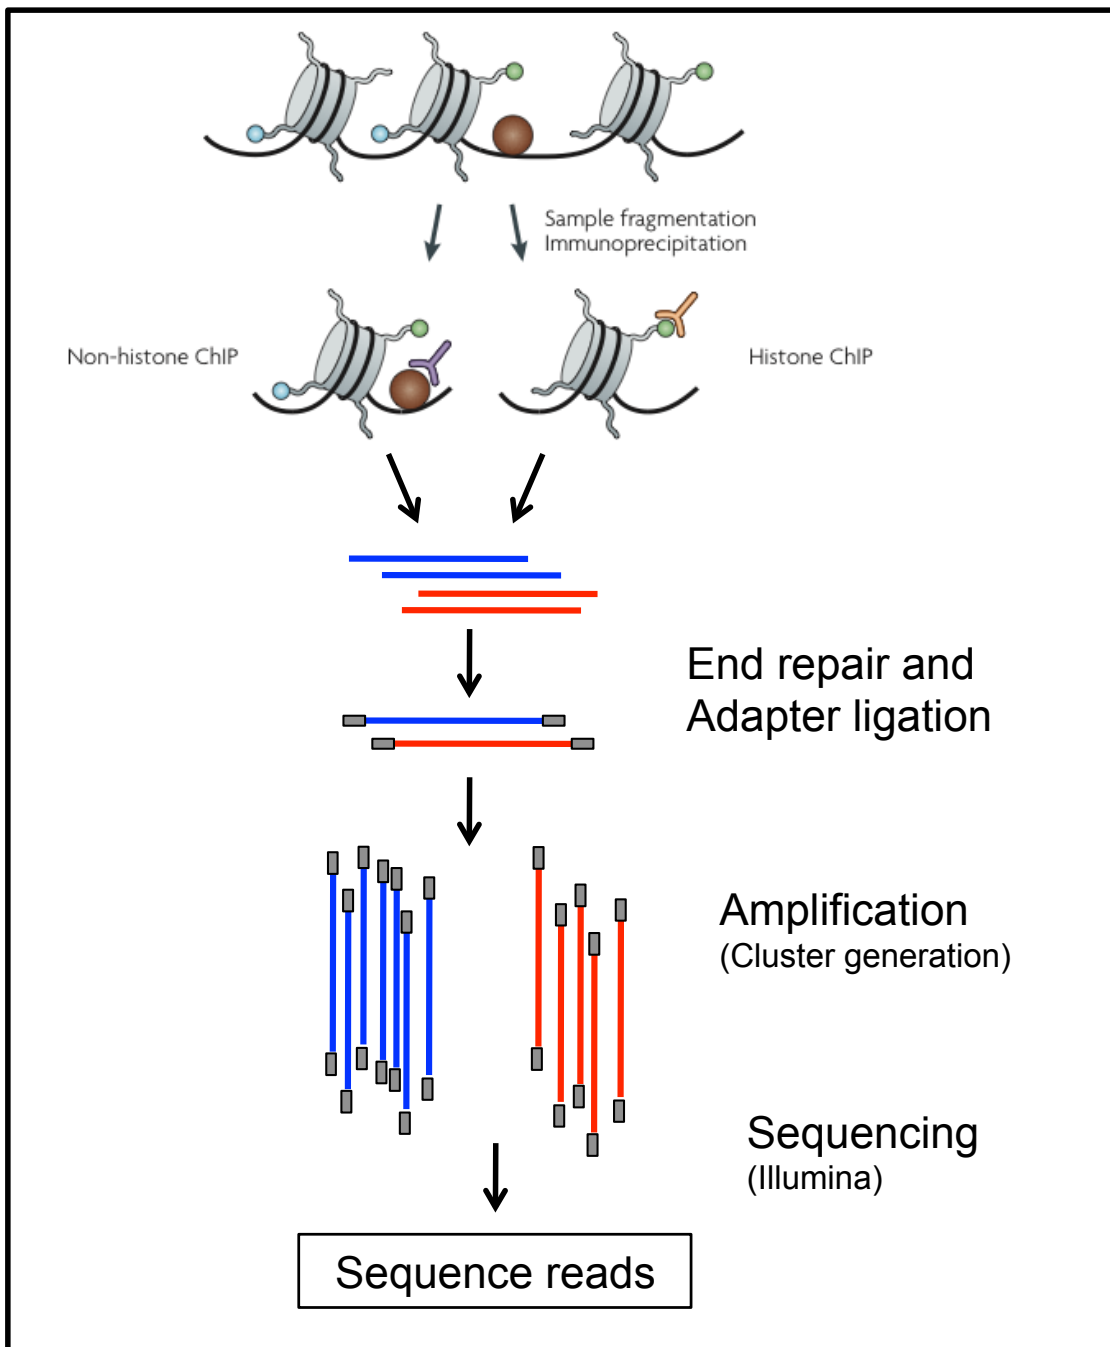 Sample fragmentation
Immunoprecipitation
Non-histone ChIP
Histone ChIP
End repair and
Adapter ligation
Amplification
(Cluster generation)
Sequencing
(Illumina)
Sequence reads